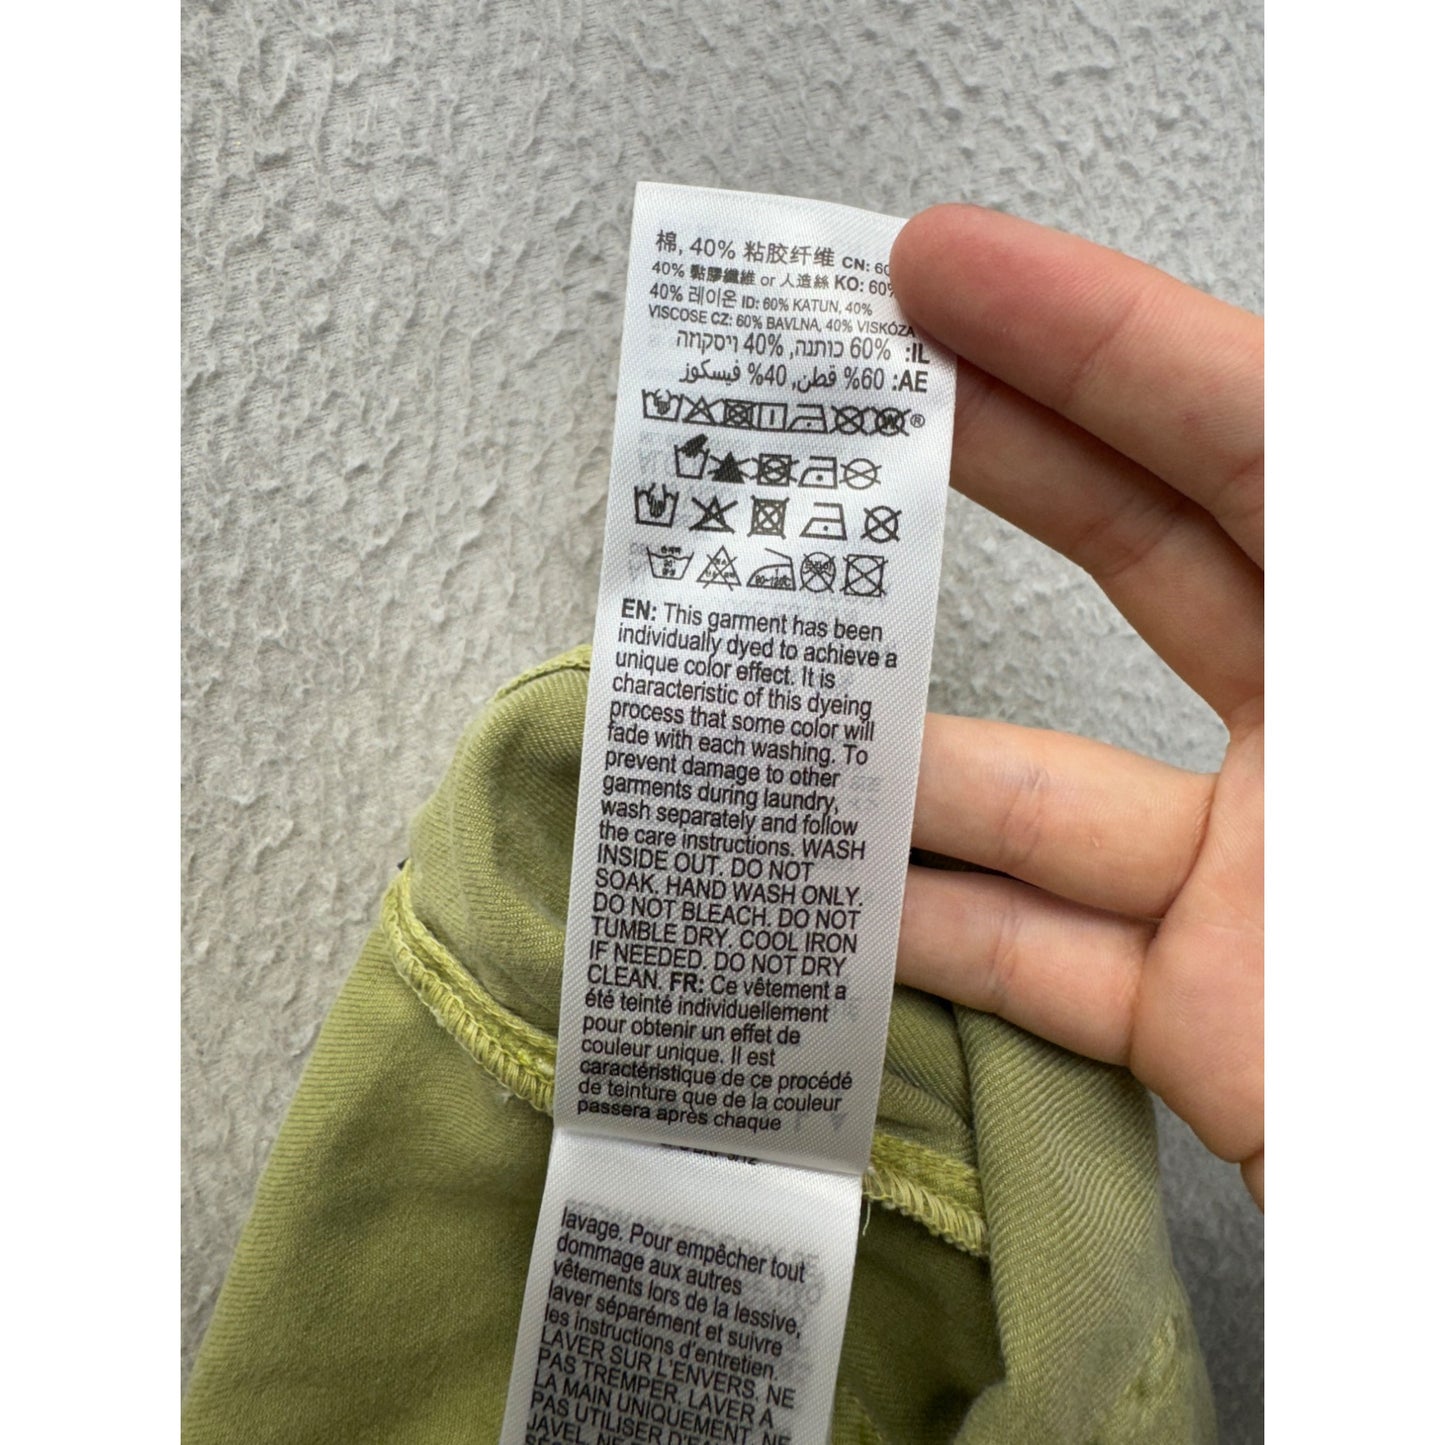 棉, 40% 粘胶纤维 CN: 60
40% 黏膠纖維 or 人造絲 KO: 60%
40% 레이온 ID: 60% KATUN, 40%
VISCOSE CZ: 60% BAVLNA, 40% VISKÓZA
IL: 60% כותנה, 40% ויסקוזה
AE: 60% قطن, 40% فيسكوز
EN: This garment has been
individually dyed to achieve a
unique color effect. It is
characteristic of this dyeing
process that some color will
fade with each washing. To
prevent damage to other
garments during laundry,
wash separately and follow
the care instructions. WASH
INSIDE OUT. DO NOT
SOAK. HAND WASH ONLY.
DO NOT BLEACH. DO NOT
TUMBLE DRY. COOL IRON
IF NEEDED. DO NOT DRY
CLEAN. FR: Ce vêtement a
été teinté individuellement
pour obtenir un effet de
couleur unique. Il est
caractéristique de ce procédé
de teinture que de la couleur
passera après chaque
lavage. Pour empêcher tout
dommage aux autres
vêtements lors de la lessive,
laver séparément et suivre
les instructions d'entretien.
LAVER SUR L'ENVERS. NE
PAS TREMPER. LAVER À
LA MAIN UNIQUEMENT. NE
PAS UTILISER D'EAU
JAVEL. NE